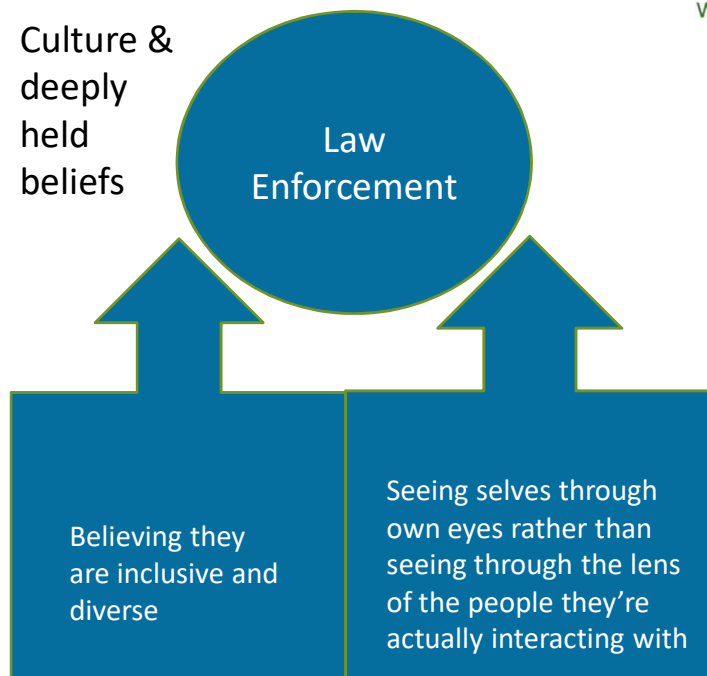 Culture &
deeply
held
beliefs
Law
Enforcement
Believing they
are inclusive and
diverse
Seeing selves through
own eyes rather than
seeing through the lens
of the people they’re
actually interacting with